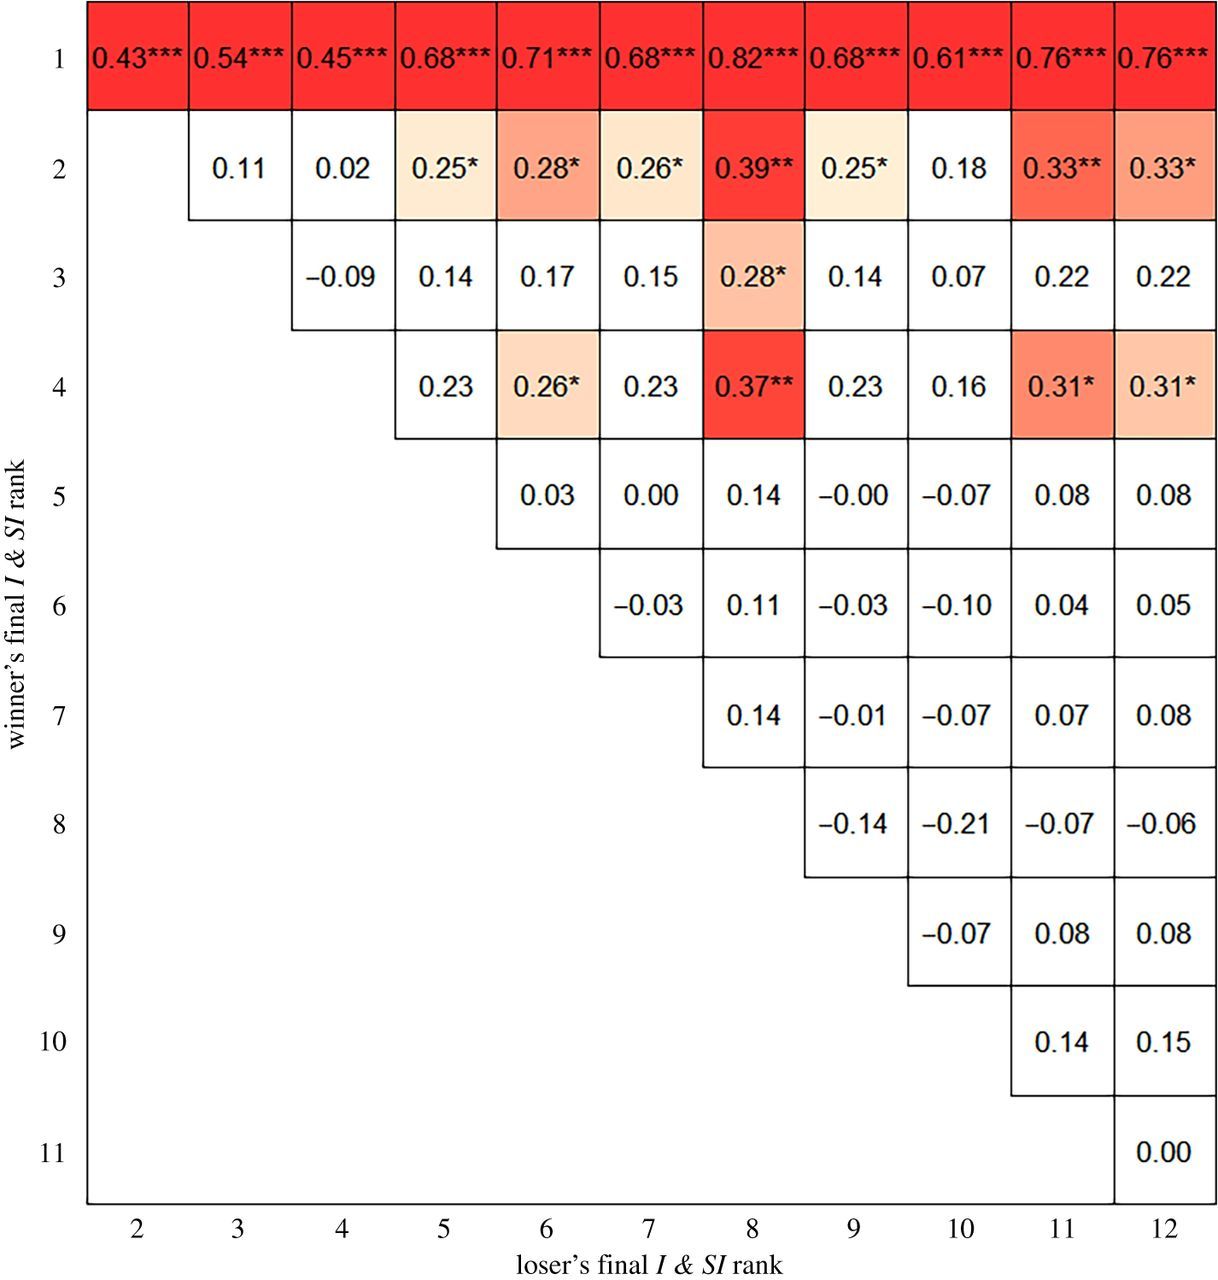 1 0.43*** 0.54*** 0.45*** 0.68*** 0.71*** 0.68*** 0.82*** 0.68*** 0.61*** 0.76*** 0.76***
2 0.11 0.02 0.25* 0.28* 0.26* 0.39** 0.25* 0.18 0.33** 0.33*
3 −0.09 0.14 0.17 0.15 0.28* 0.14 0.07 0.22 0.22
4 0.23 0.26* 0.23 0.37** 0.23 0.16 0.31* 0.31*
5 0.03 0.00 0.14 −0.00 −0.07 0.08 0.08
6 −0.03 0.11 −0.03 −0.10 0.04 0.05
7 0.14 −0.01 −0.07 0.07 0.08
8 −0.14 −0.21 −0.07 −0.06
9 −0.07 0.08 0.08
10 0.14 0.15
11 0.00
winner's final I & SI rank
2 3 4 5 6 7 8 9 10 11 12
loser's final I & SI rank